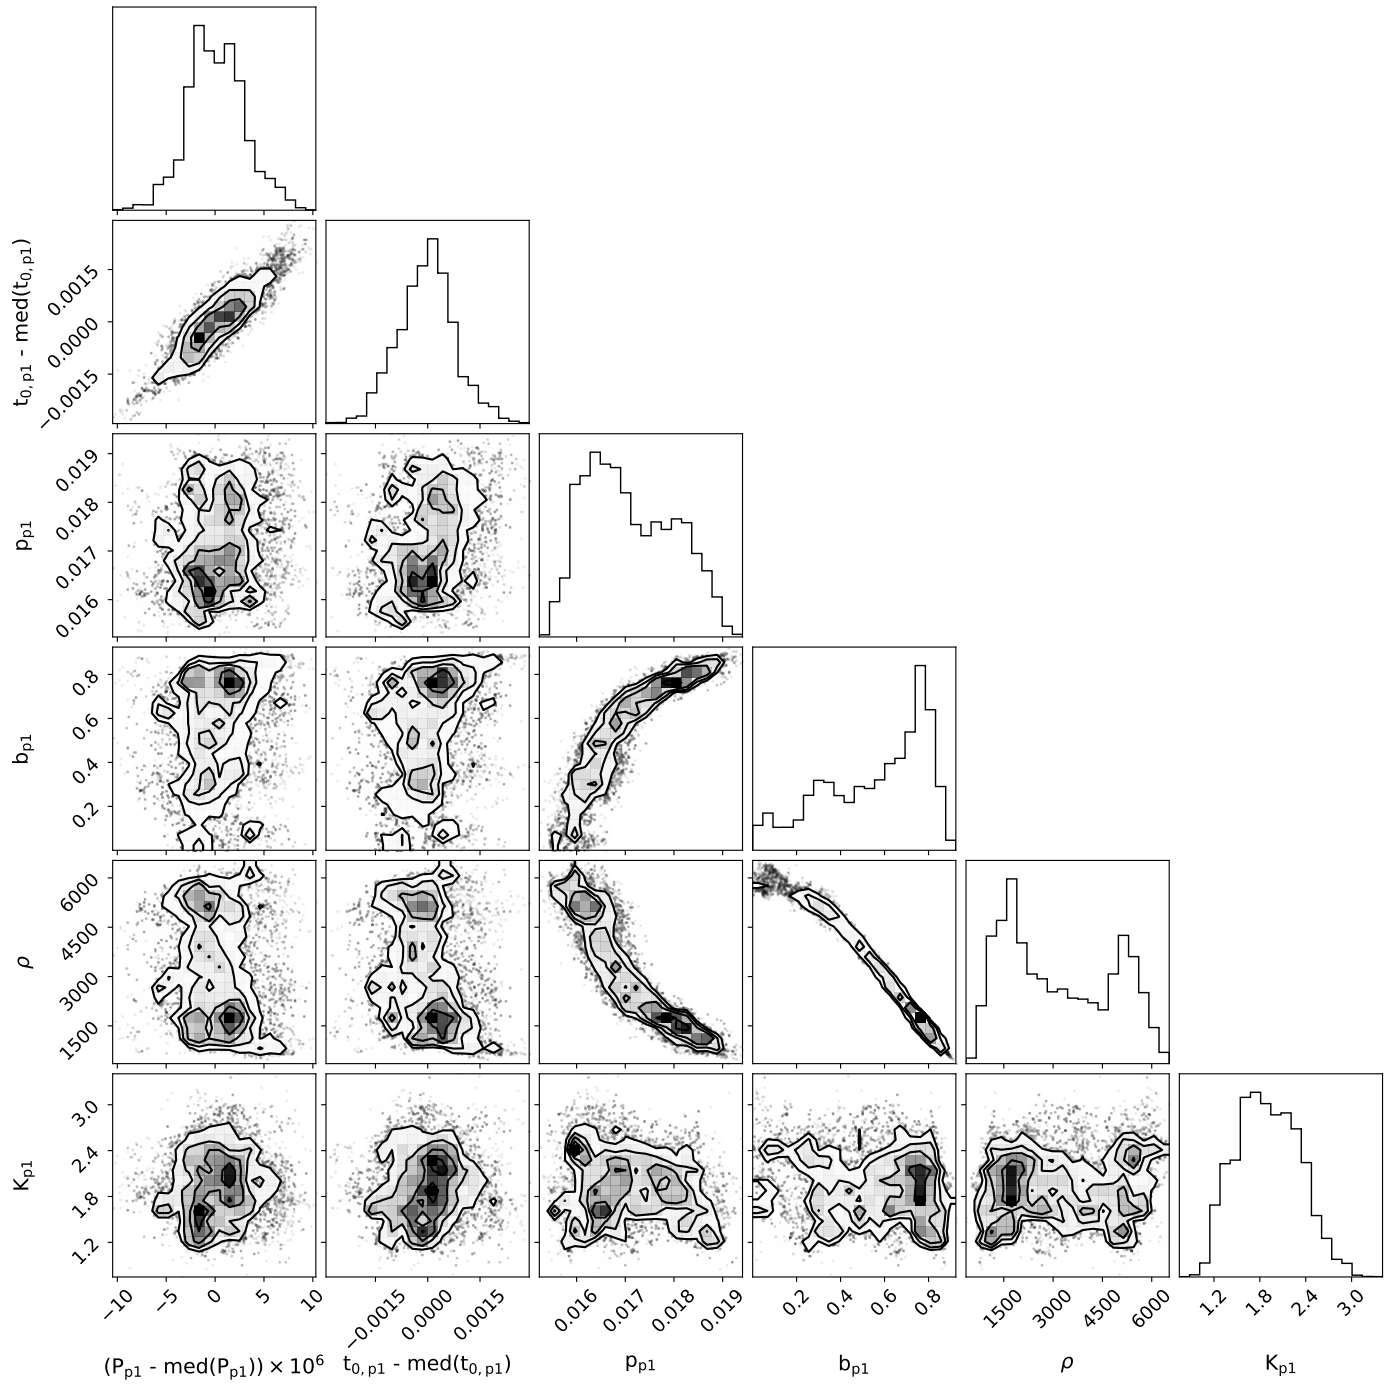 t0,p1 - med(t0,p1)
0.0015
0.0000
−0.0015
pp1
0.019
0.018
0.017
0.016
bp1
0.8
0.6
0.4
0.2
ρ
6000
4500
3000
1500
Kp1
3.0
2.4
1.8
1.2
−10 −5 0 5 10
−0.0015 0.0000 0.0015
0.016 0.017 0.018 0.019
0.2 0.4 0.6 0.8
1500 3000 4500 6000
1.2 1.8 2.4 3.0
(Pp1 - med(Pp1)) × 10⁶
t0,p1 - med(t0,p1)
pp1
bp1
ρ
Kp1